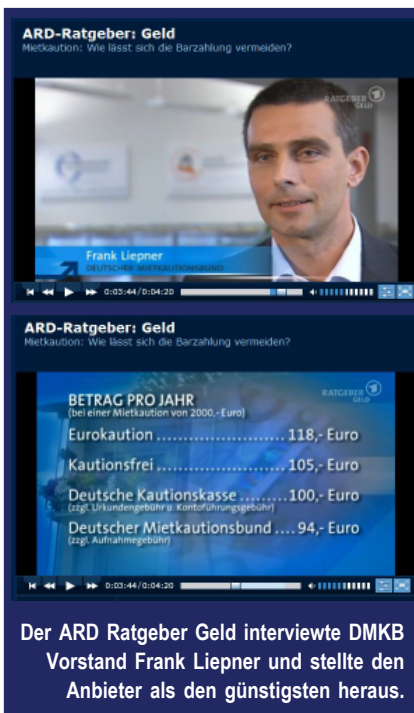 ARD-Ratgeber: Geld
Mietkaution: Wie lässt sich die Barzahlung vermeiden?
RATGEBER
GELD
Frank Liepner
DEUTSCHER MIETKAUTIONSBUND
0:03:44/0:04:20
ARD-Ratgeber: Geld
Mietkaution: Wie lässt sich die Barzahlung vermeiden?
RATGEBER
GELD
BETRAG PRO JAHR
(bei einer Mietkaution von 2000,- Euro)
Eurokaution ........................ 118,- Euro
Kautionsfrei ........................ 105,- Euro
Deutsche Kautionskasse ......... 100,- Euro
(zzgl. Urkundengebühr u. Kontoführungsgebühr)
Deutscher Mietkautionsbund .... 94,- Euro
(zzgl. Aufnahmegebühr)
0:03:44/0:04:20
Der ARD Ratgeber Geld interviewte DMKB
Vorstand Frank Liepner und stellte den
Anbieter als den günstigsten heraus.